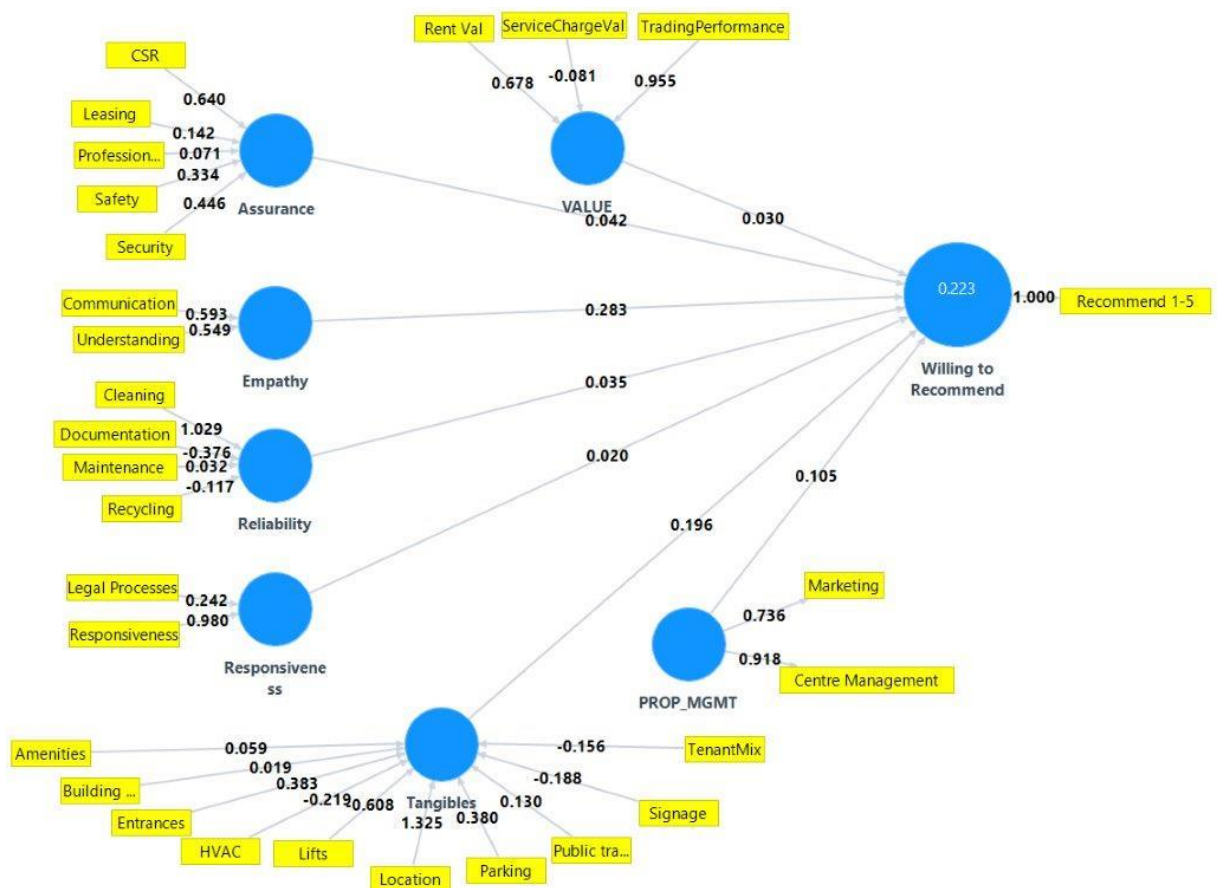 Rent Val
ServiceChargeVal
TradingPerformance
0.678
-0.081
0.955
VALUE
0.030
CSR
0.640
Leasing
0.142
Profession...
0.071
Safety
0.334
Security
0.446
Assurance
0.042
Communication
0.593
Understanding
0.549
Empathy
0.283
0.223
1.000
Recommend 1-5
Willing to
Recommend
Cleaning
1.029
Documentation
-0.376
Maintenance
0.032
Recycling
-0.117
Reliability
0.035
Legal Processes
0.242
Responsiveness
0.980
Responsivene
ss
0.020
0.196
0.105
Marketing
0.736
0.918
Centre Management
PROP_MGMT
Amenities
0.059
Building ...
0.019
Entrances
0.383
HVAC
-0.219
Lifts
-0.608
Location
1.325
Parking
0.380
Public tra...
0.130
Signage
-0.188
TenantMix
-0.156
Tangibles